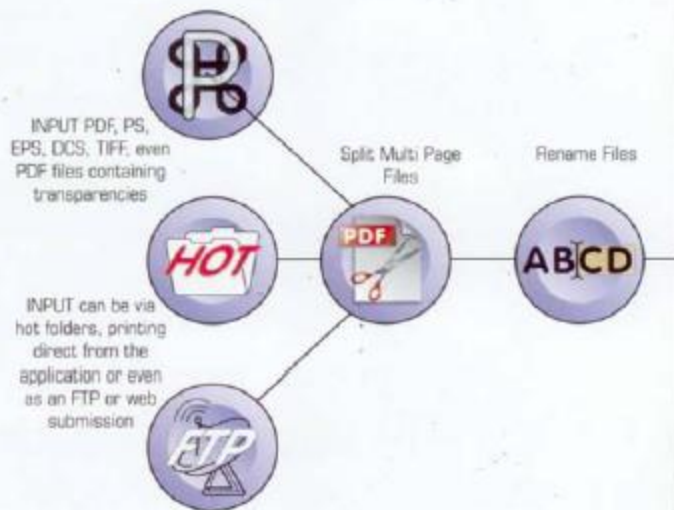 P
INPUT PDF, PS,
EPS, DCS, TIFF, even
PDF files containing
transparencies
Split Multi Page
Files
Rename Files
HOT
PDF
ABCD
INPUT can be via
hot folders, printing
direct from the
application or even
as an FTP or web
submission
FTP